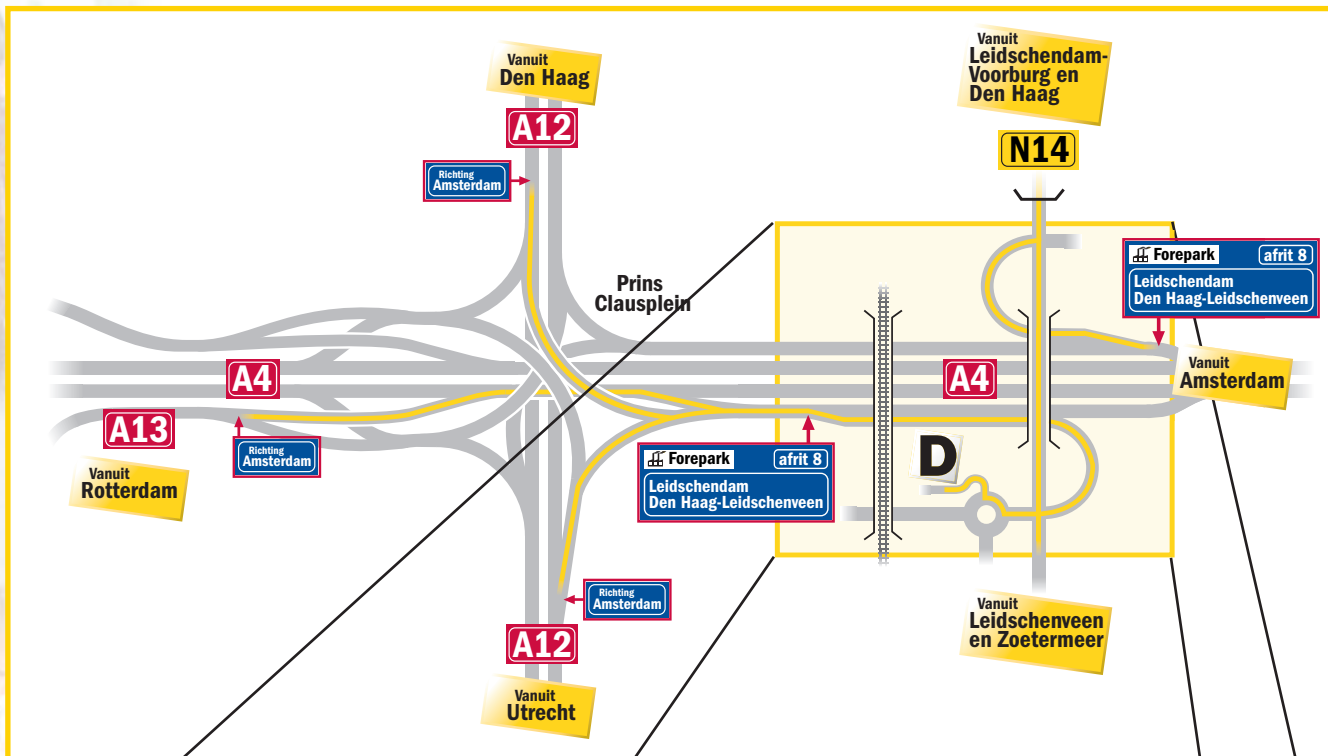 Vanuit
Den Haag
A12
Richting
Amsterdam
Vanuit
Leidschendam-
Voorburg en
Den Haag
N14
Prins
Clausplein
Forepark afrit 8
Leidschendam
Den Haag-Leidschenveen
A4
A4
Vanuit
Amsterdam
A13
Richting
Amsterdam
Vanuit
Rotterdam
Forepark afrit 8
Leidschendam
Den Haag-Leidschenveen
D
Richting
Amsterdam
A12
Vanuit
Utrecht
Vanuit
Leidschenveen
en Zoetermeer